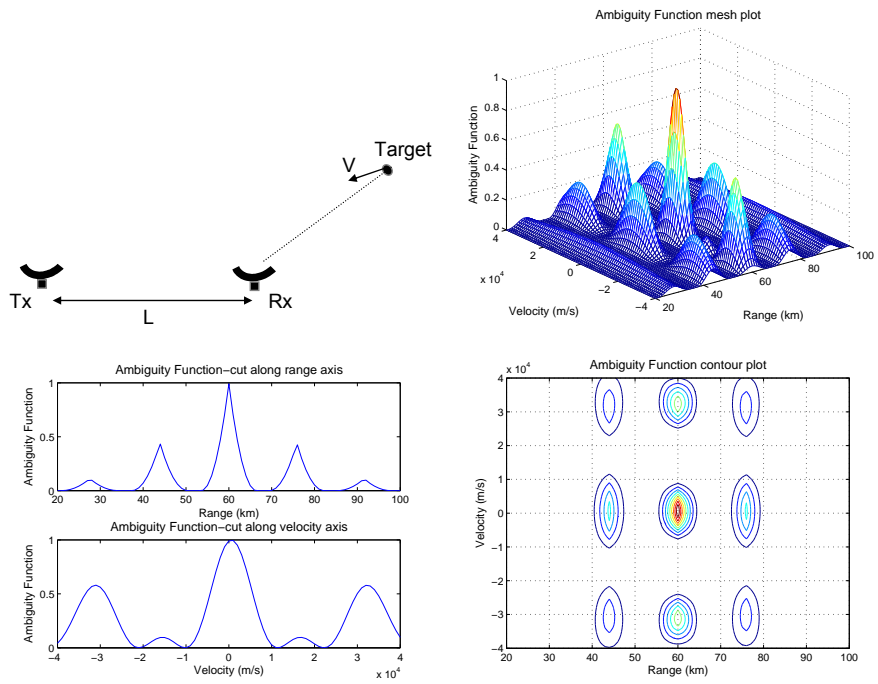 V
Target
Tx
L
Rx
Ambiguity Function mesh plot
Ambiguity Function
1
0.8
0.6
0.4
0.2
0
4
2
0
−2
−4
x 10^4
Velocity (m/s)
20
40
60
80
100
Range (km)
Ambiguity Function−cut along range axis
Ambiguity Function
1
0.5
0
20 30 40 50 60 70 80 90 100
Range (km)
Ambiguity Function−cut along velocity axis
Ambiguity Function
1
0.5
0
−4 −3 −2 −1 0 1 2 3 4
Velocity (m/s)
x 10^4
Ambiguity Function contour plot
x 10^4
Velocity (m/s)
4
3
2
1
0
−1
−2
−3
−4
20 30 40 50 60 70 80 90 100
Range (km)